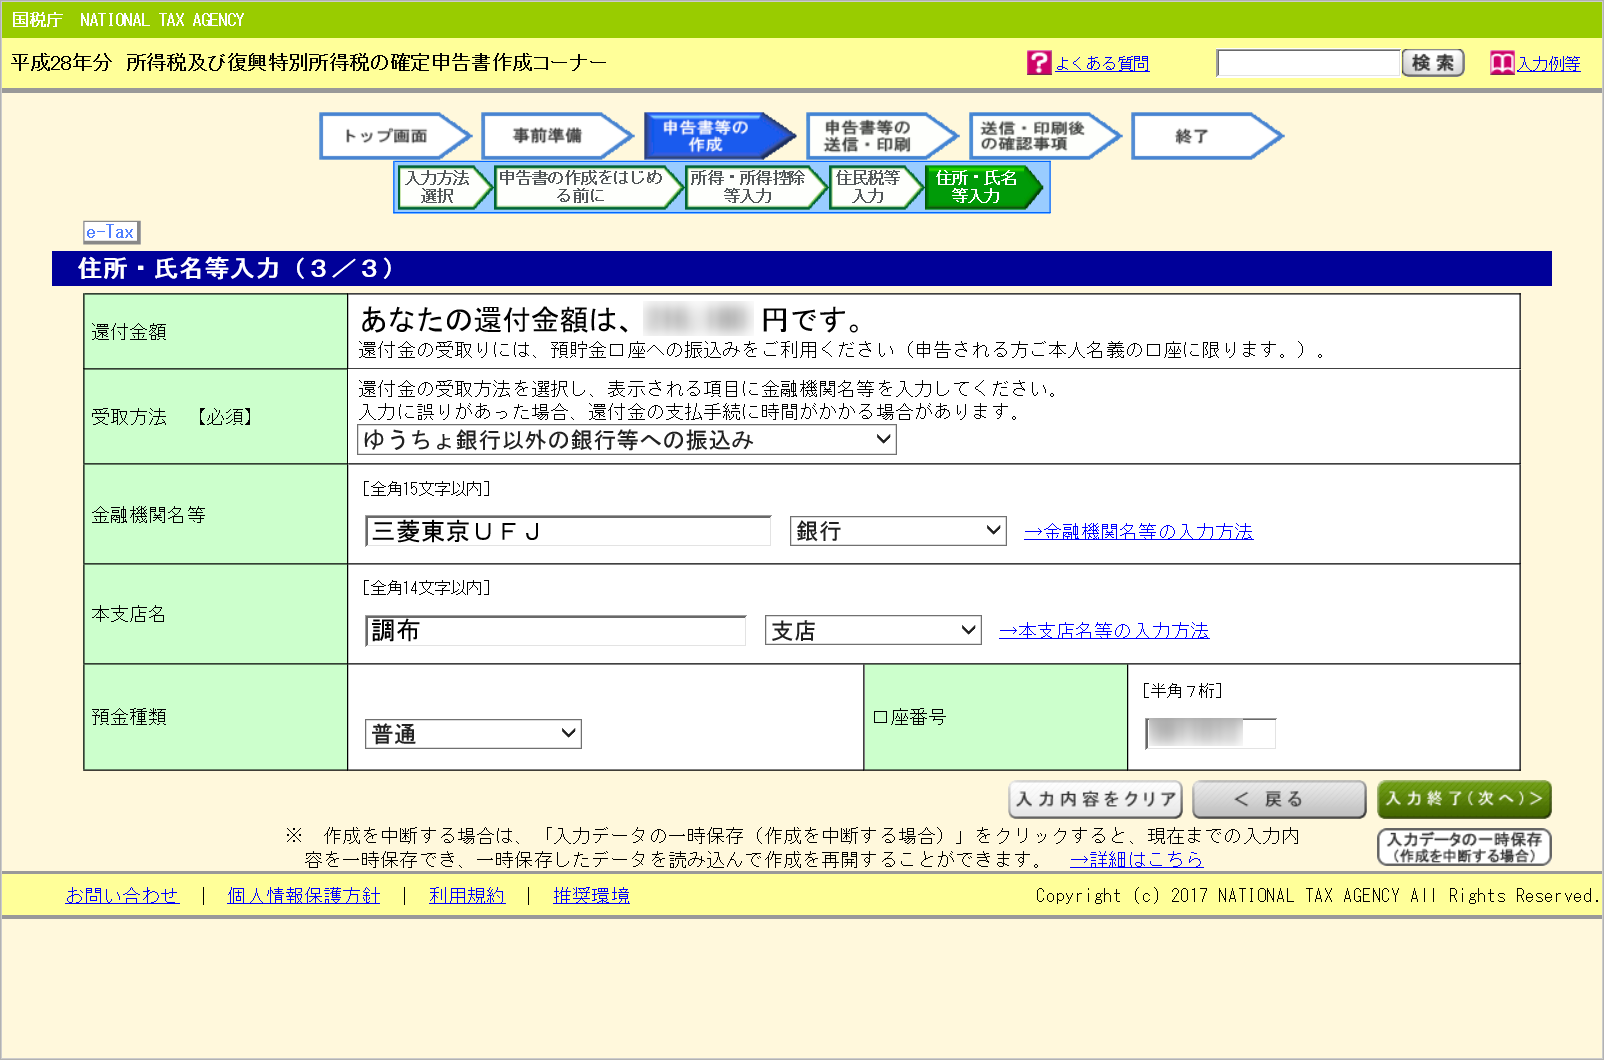 国税庁　NATIONAL TAX AGENCY
平成28年分　所得税及び復興特別所得税の確定申告書作成コーナー
よくある質問
検索
入力例等
トップ画面
事前準備
申告書等の
作成
申告書等の
送信・印刷
送信・印刷後
の確認事項
終了
入力方法
選択
申告書の作成をはじめ
る前に
所得・所得控除
等入力
住民税等
入力
住所・氏名
等入力
e-Tax
住所・氏名等入力（３／３）
還付金額
あなたの還付金額は、 円です。
還付金の受取りには、預貯金口座への振込みをご利用ください（申告される方ご本人名義の口座に限ります。）。
受取方法　【必須】
還付金の受取方法を選択し、表示される項目に金融機関名等を入力してください。
入力に誤りがあった場合、還付金の支払手続に時間がかかる場合があります。
ゆうちょ銀行以外の銀行等への振込み
金融機関名等
［全角15文字以内］
三菱東京ＵＦＪ
銀行
→金融機関名等の入力方法
本支店名
［全角14文字以内］
調布
支店
→本支店名等の入力方法
預金種類
普通
口座番号
［半角７桁］
入力内容をクリア
＜ 戻る
入力終了(次へ)＞
※　作成を中断する場合は、「入力データの一時保存（作成を中断する場合）」をクリックすると、現在までの入力内
容を一時保存でき、一時保存したデータを読み込んで作成を再開することができます。　→詳細はこちら
入力データの一時保存
（作成を中断する場合）
お問い合わせ　｜　個人情報保護方針　｜　利用規約　｜　推奨環境
Copyright (c) 2017 NATIONAL TAX AGENCY All Rights Reserved.